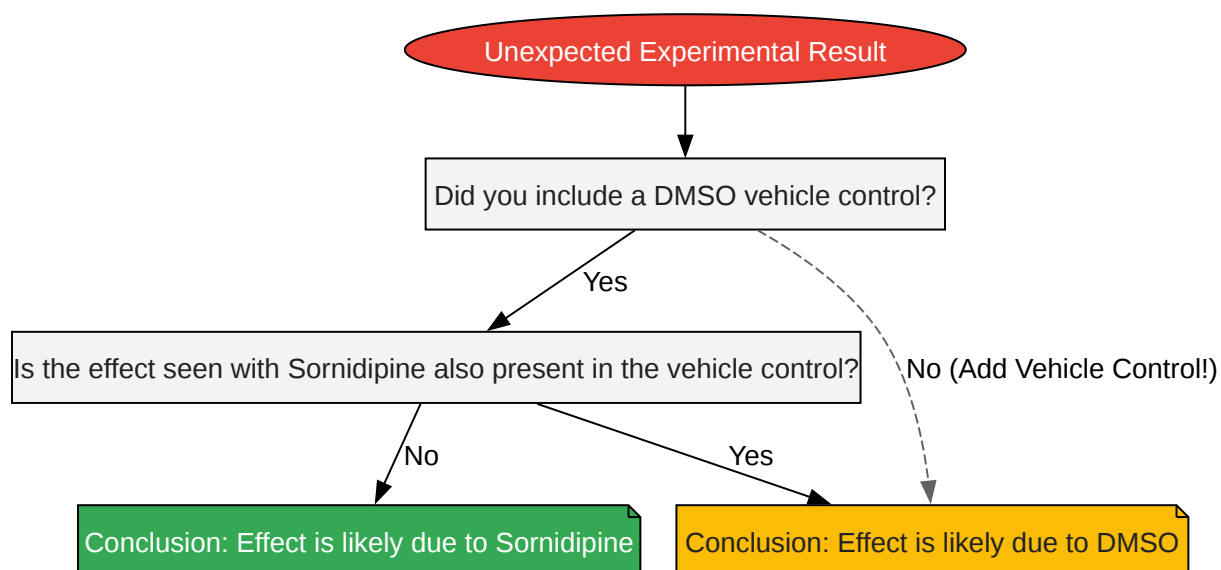 Unexpected Experimental Result
Did you include a DMSO vehicle control?
Yes
Is the effect seen with Sornidipine also present in the vehicle control?
No (Add Vehicle Control!)
No
Yes
Conclusion: Effect is likely due to Sornidipine
Conclusion: Effect is likely due to DMSO